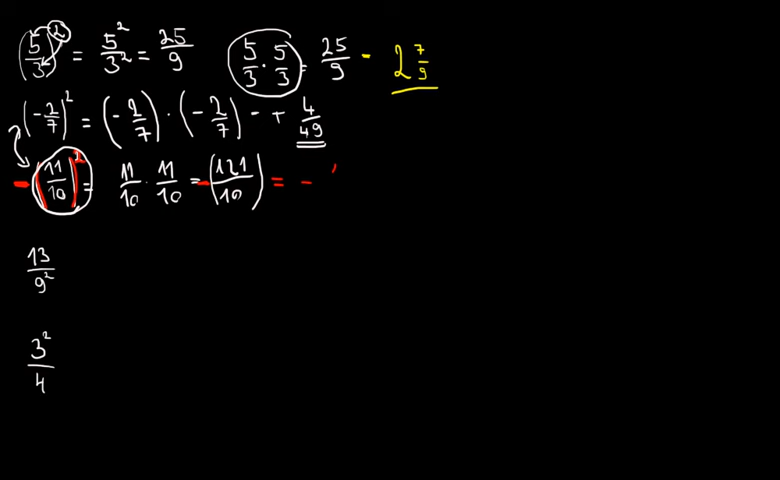 (5/3)² = 5²/3² = 25/9 5/3 · 5/3 = 25/9 - 2 7/9
(-2/7)² = (-2/7) · (-2/7) - + 4/49
-(11/10)² = 11/10 · 11/10 = -(121/10) = - '
13/9²
3²/4